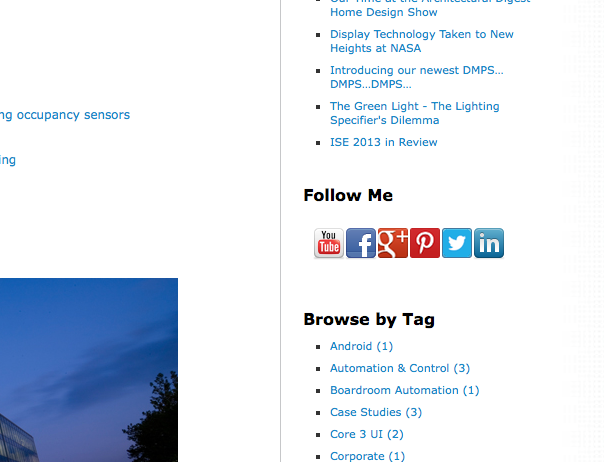 Our Time at the Architectural Digest
Home Design Show
Display Technology Taken to New
Heights at NASA
Introducing our newest DMPS…
DMPS…DMPS…
ng occupancy sensors
The Green Light - The Lighting
Specifier's Dilemma
ISE 2013 in Review
ing
Follow Me
You
Tube
f
g+
P
in
Browse by Tag
Android (1)
Automation & Control (3)
Boardroom Automation (1)
Case Studies (3)
Core 3 UI (2)
Corporate (1)